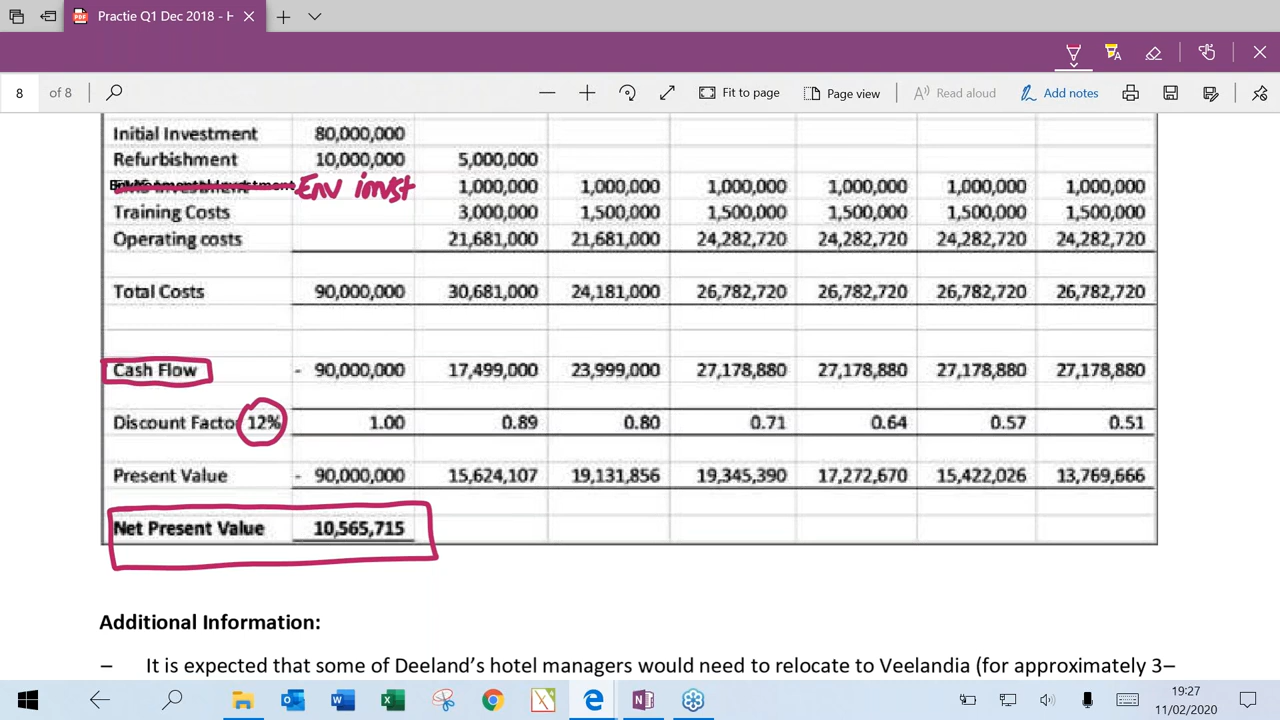 Practie Q1 Dec 2018 - H
8 of 8 Fit to page Page view Read aloud Add notes
Initial Investment 80,000,000
Refurbishment 10,000,000 5,000,000
Env invst 1,000,000 1,000,000 1,000,000 1,000,000 1,000,000 1,000,000
Training Costs 3,000,000 1,500,000 1,500,000 1,500,000 1,500,000 1,500,000
Operating costs 21,681,000 21,681,000 24,282,720 24,282,720 24,282,720 24,282,720
Total Costs 90,000,000 30,681,000 24,181,000 26,782,720 26,782,720 26,782,720 26,782,720
Cash Flow - 90,000,000 17,499,000 23,999,000 27,178,880 27,178,880 27,178,880 27,178,880
Discount Factor 12% 1.00 0.89 0.80 0.71 0.64 0.57 0.51
Present Value - 90,000,000 15,624,107 19,131,856 19,345,390 17,272,670 15,422,026 13,769,666
Net Present Value 10,565,715
Additional Information:
– It is expected that some of Deeland’s hotel managers would need to relocate to Veelandia (for approximately 3–
19:27
11/02/2020